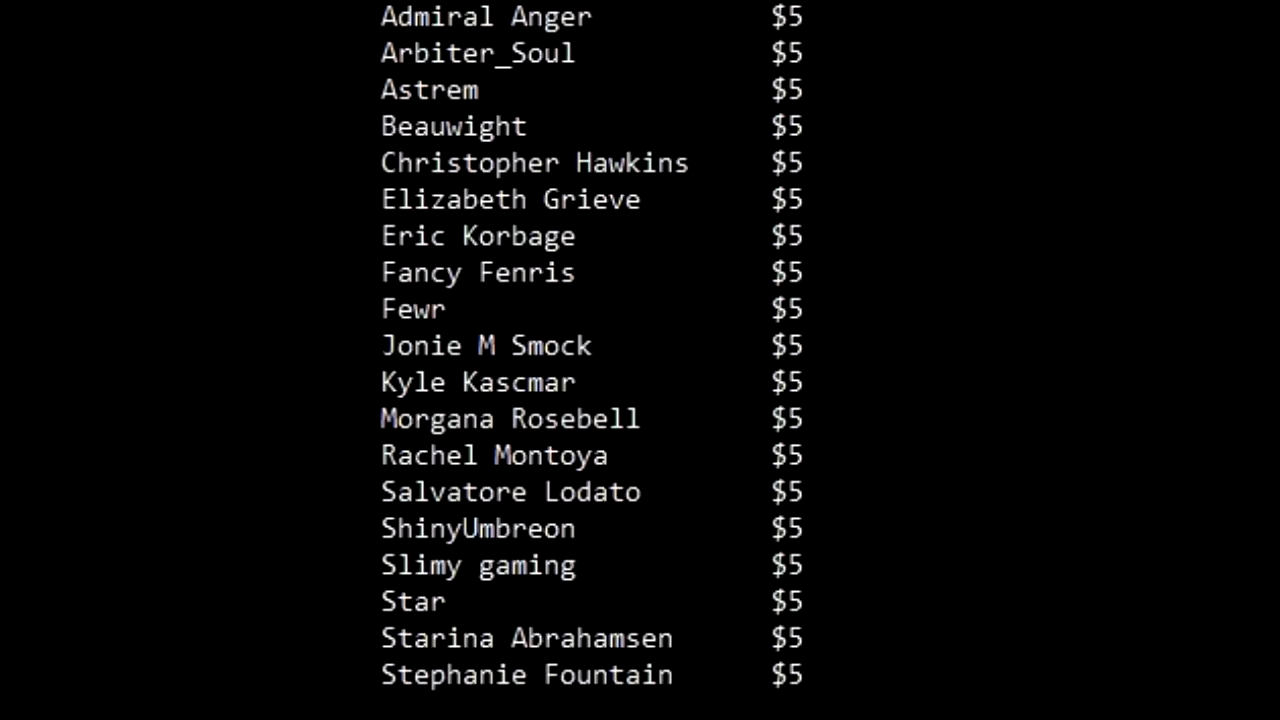 Admiral Anger $5
Arbiter_Soul $5
Astrem $5
Beauwight $5
Christopher Hawkins $5
Elizabeth Grieve $5
Eric Korbage $5
Fancy Fenris $5
Fewr $5
Jonie M Smock $5
Kyle Kascmar $5
Morgana Rosebell $5
Rachel Montoya $5
Salvatore Lodato $5
ShinyUmbreon $5
Slimy gaming $5
Star $5
Starina Abrahamsen $5
Stephanie Fountain $5